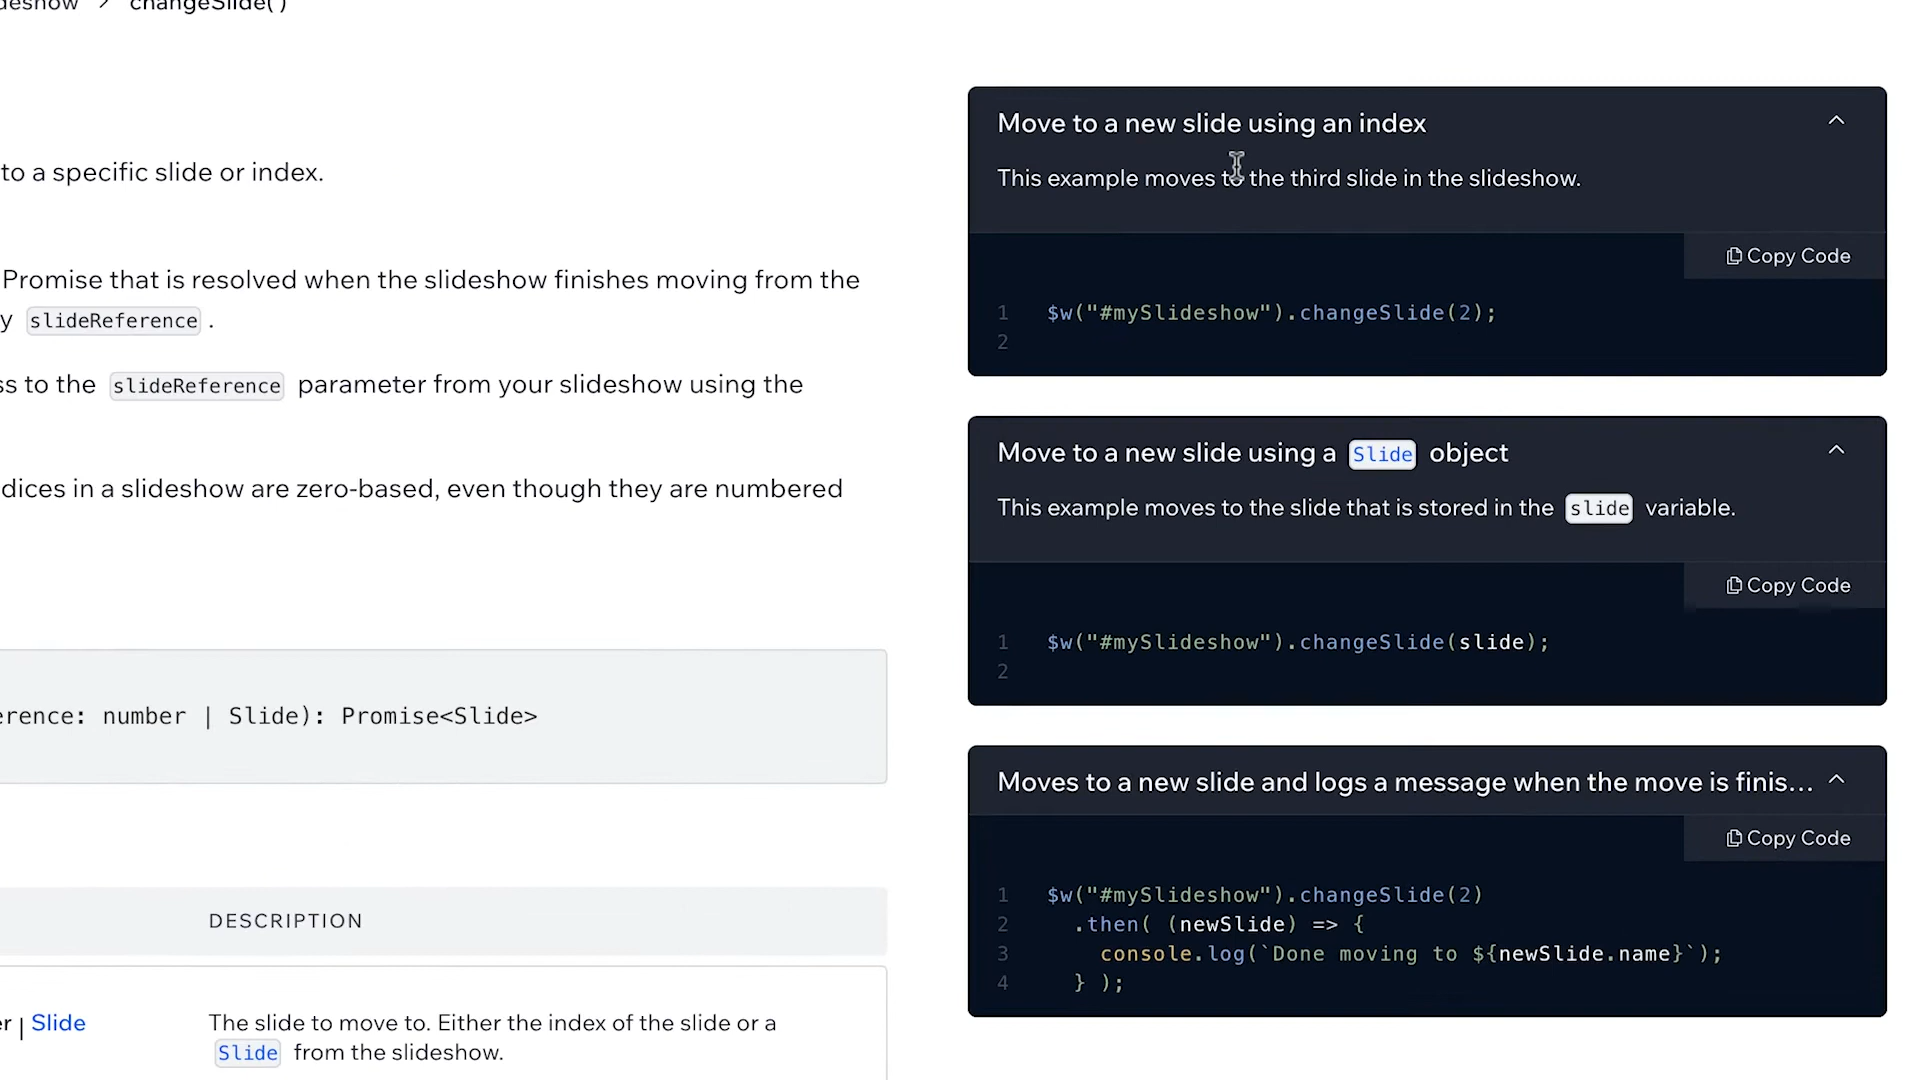 changeSlide( )
to a specific slide or index.
Promise that is resolved when the slideshow finishes moving from the
y slideReference .
ss to the slideReference parameter from your slideshow using the
dices in a slideshow are zero-based, even though they are numbered
erence: number | Slide): Promise<Slide>
DESCRIPTION
er | Slide
The slide to move to. Either the index of the slide or a
Slide from the slideshow.
Move to a new slide using an index
This example moves to the third slide in the slideshow.
Copy Code
1 $w("#mySlideshow").changeSlide(2);
2
Move to a new slide using a Slide object
This example moves to the slide that is stored in the slide variable.
Copy Code
1 $w("#mySlideshow").changeSlide(slide);
2
Moves to a new slide and logs a message when the move is finis...
Copy Code
1 $w("#mySlideshow").changeSlide(2)
2 .then( (newSlide) => {
3 console.log(`Done moving to ${newSlide.name}`);
4 } );